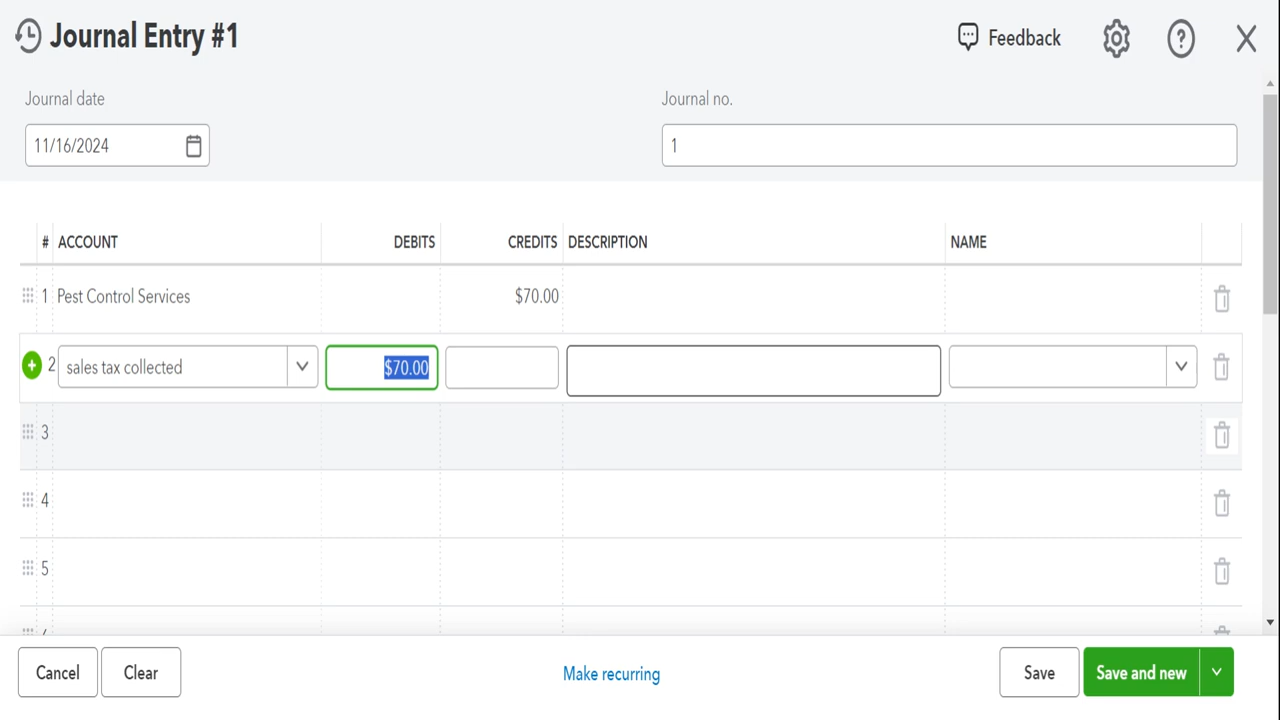 Journal Entry #1
Feedback
Journal date
Journal no.
11/16/2024
1
# ACCOUNT DEBITS CREDITS DESCRIPTION NAME
1 Pest Control Services $70.00
2 sales tax collected $70.00
3
4
5
Cancel Clear Make recurring Save Save and new